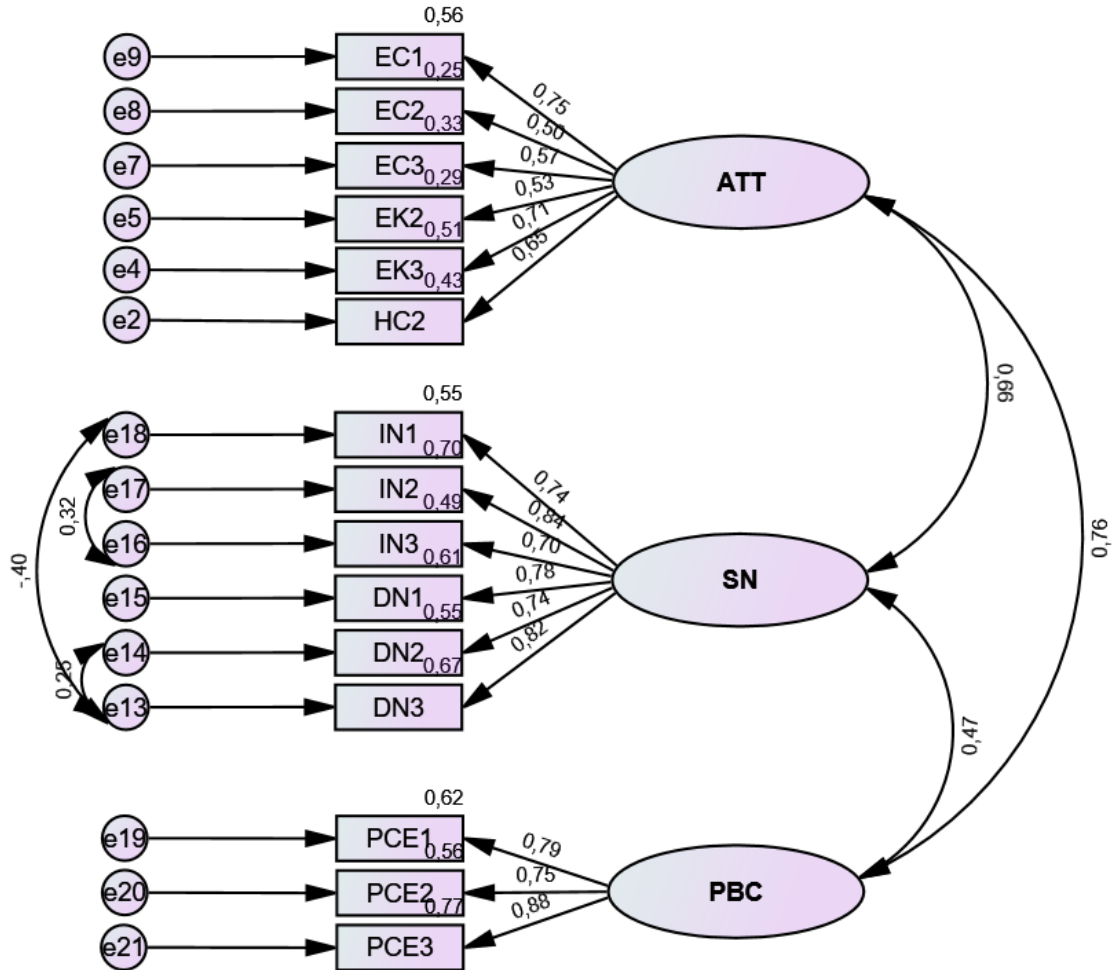 0,56
e9
EC1
0,25
0,75
e8
EC2
0,33
0,50
e7
EC3
0,29
0,57
ATT
e5
EK2
0,51
0,53
e4
EK3
0,43
0,71
e2
HC2
0,65
0,66
0,76
0,55
e18
IN1
0,70
0,74
e17
IN2
0,49
0,84
0,32
e16
IN3
0,61
0,70
-,40
SN
e15
DN1
0,55
0,78
e14
DN2
0,67
0,74
0,25
e13
DN3
0,82
0,47
0,62
e19
PCE1
0,56
0,79
e20
PCE2
0,77
0,75
PBC
e21
PCE3
0,88